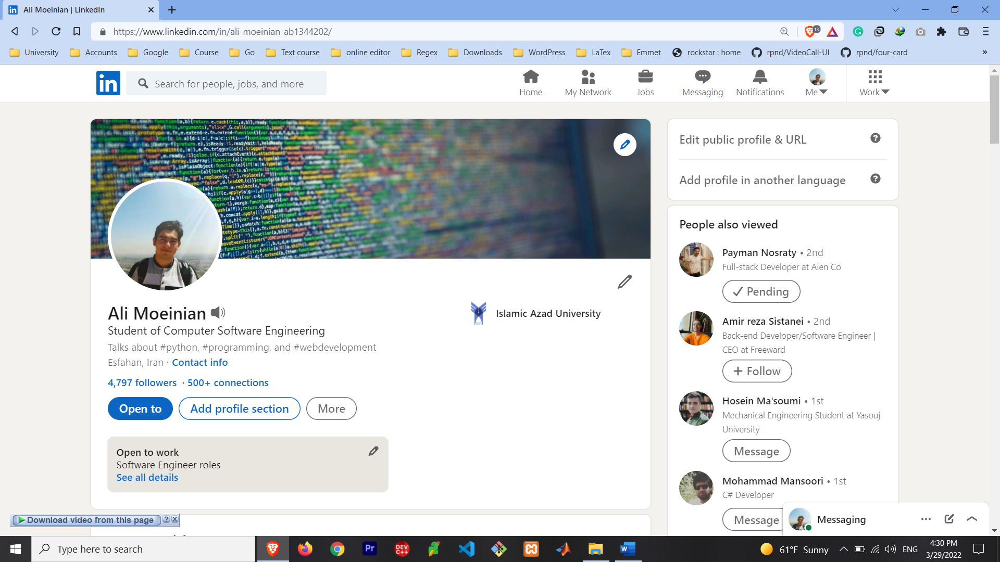 Ali Moeinian | LinkedIn
https://www.linkedin.com/in/ali-moeinian-ab1344202/
13
University
Accounts
Google
Course
Go
Text course
online editor
Regex
Downloads
WordPress
LaTex
Emmet
rockstar : home
rpnd/VideoCall-UI
rpnd/four-card
»
in
Search for people, jobs, and more
Home
My Network
Jobs
Messaging
Notifications
Me
Work
Ali Moeinian
Student of Computer Software Engineering
Talks about #python, #programming, and #webdevelopment
Esfahan, Iran · Contact info
4,797 followers · 500+ connections
Open to
Add profile section
More
Islamic Azad University
Open to work
Software Engineer roles
See all details
Edit public profile & URL
Add profile in another language
People also viewed
Payman Nosraty • 2nd
Full-stack Developer at Aien Co
Pending
Amir reza Sistanei • 2nd
Back-end Developer/Software Engineer |
CEO at Freeward
Follow
Hosein Ma'soumi • 1st
Mechanical Engineering Student at Yasouj
University
Message
Mohammad Mansoori • 1st
C# Developer
Message
Messaging
Download video from this page
Type here to search
Pr
DEV
C++
61°F Sunny
ENG
4:30 PM
3/29/2022